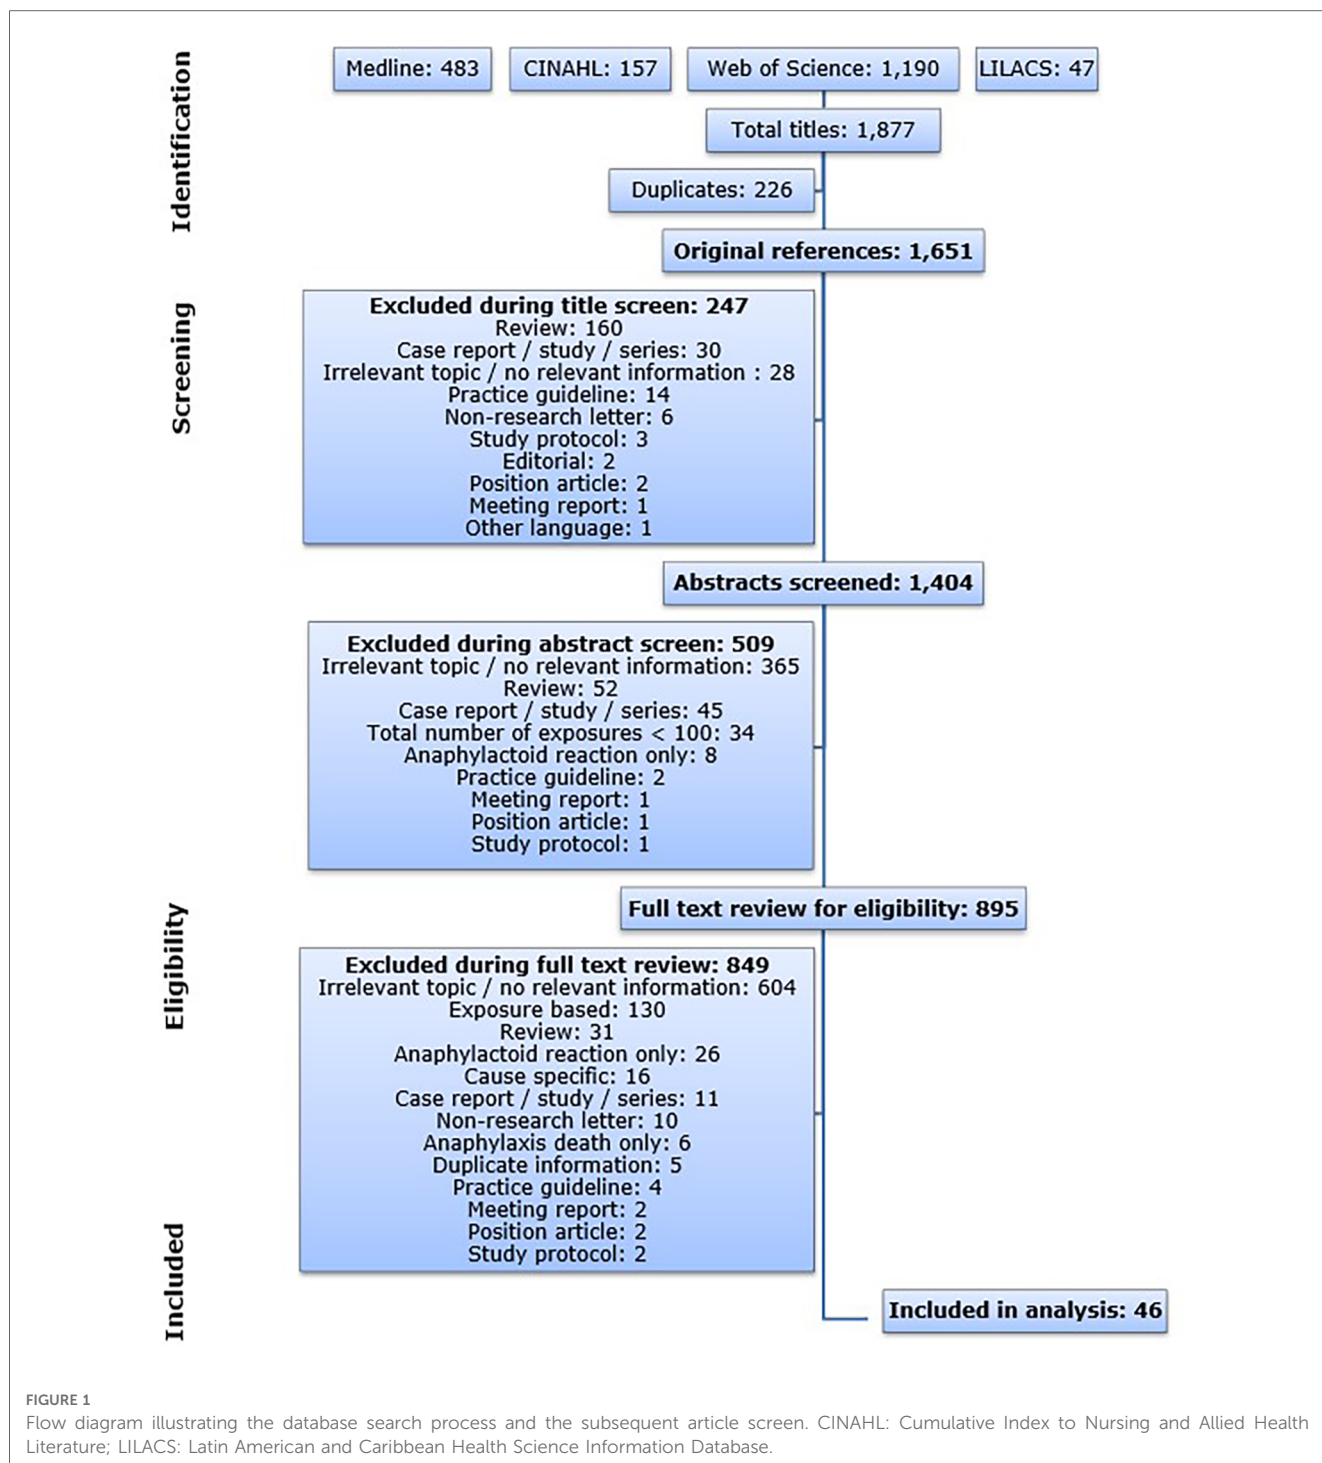 Identification
Medline: 483
CINAHL: 157
Web of Science: 1,190
LILACS: 47
Total titles: 1,877
Duplicates: 226
Original references: 1,651
Screening
Excluded during title screen: 247
Review: 160
Case report / study / series: 30
Irrelevant topic / no relevant information : 28
Practice guideline: 14
Non-research letter: 6
Study protocol: 3
Editorial: 2
Position article: 2
Meeting report: 1
Other language: 1
Abstracts screened: 1,404
Excluded during abstract screen: 509
Irrelevant topic / no relevant information: 365
Review: 52
Case report / study / series: 45
Total number of exposures < 100: 34
Anaphylactoid reaction only: 8
Practice guideline: 2
Meeting report: 1
Position article: 1
Study protocol: 1
Eligibility
Full text review for eligibility: 895
Excluded during full text review: 849
Irrelevant topic / no relevant information: 604
Exposure based: 130
Review: 31
Anaphylactoid reaction only: 26
Cause specific: 16
Case report / study / series: 11
Non-research letter: 10
Anaphylaxis death only: 6
Duplicate information: 5
Practice guideline: 4
Meeting report: 2
Position article: 2
Study protocol: 2
Included
Included in analysis: 46
FIGURE 1
Flow diagram illustrating the database search process and the subsequent article screen. CINAHL: Cumulative Index to Nursing and Allied Health
Literature; LILACS: Latin American and Caribbean Health Science Information Database.